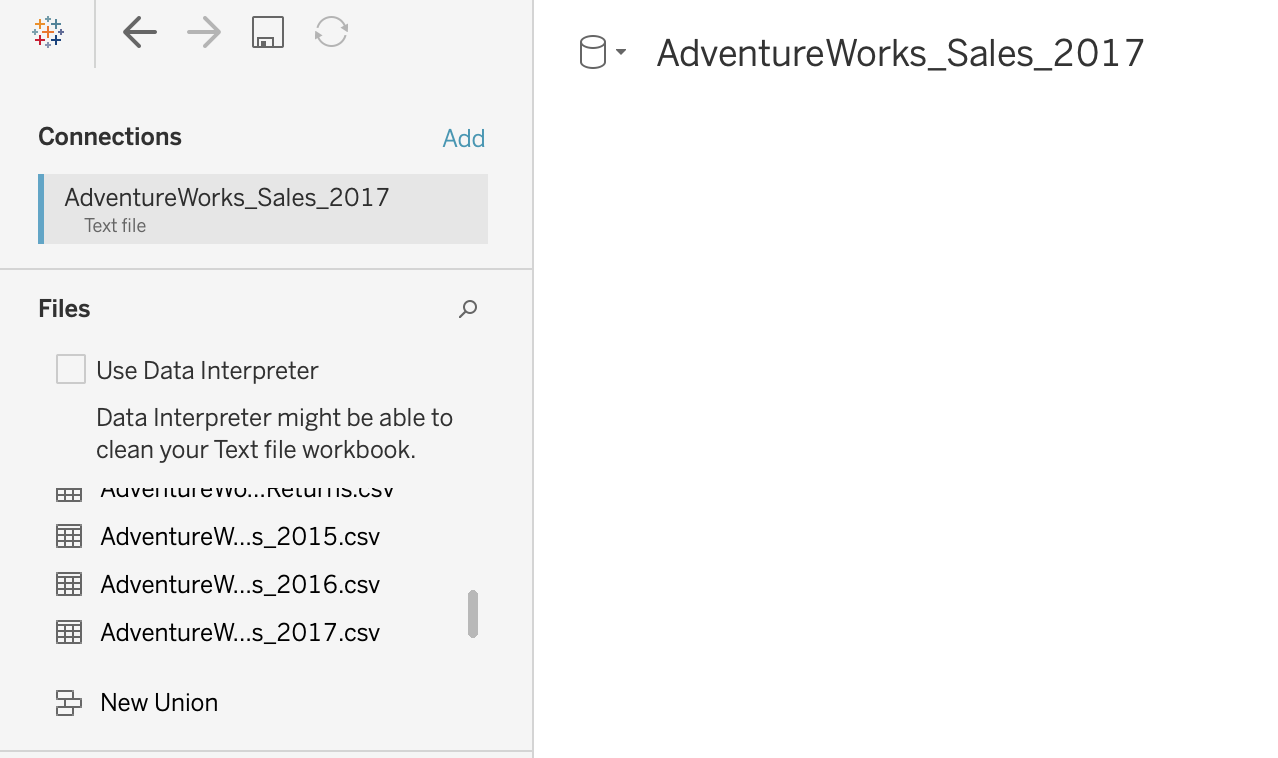 AdventureWorks_Sales_2017
Connections
Add
AdventureWorks_Sales_2017
Text file
Files
Use Data Interpreter
Data Interpreter might be able to
clean your Text file workbook.
AdventureWo...Returns.csv
AdventureW...s_2015.csv
AdventureW...s_2016.csv
AdventureW...s_2017.csv
New Union